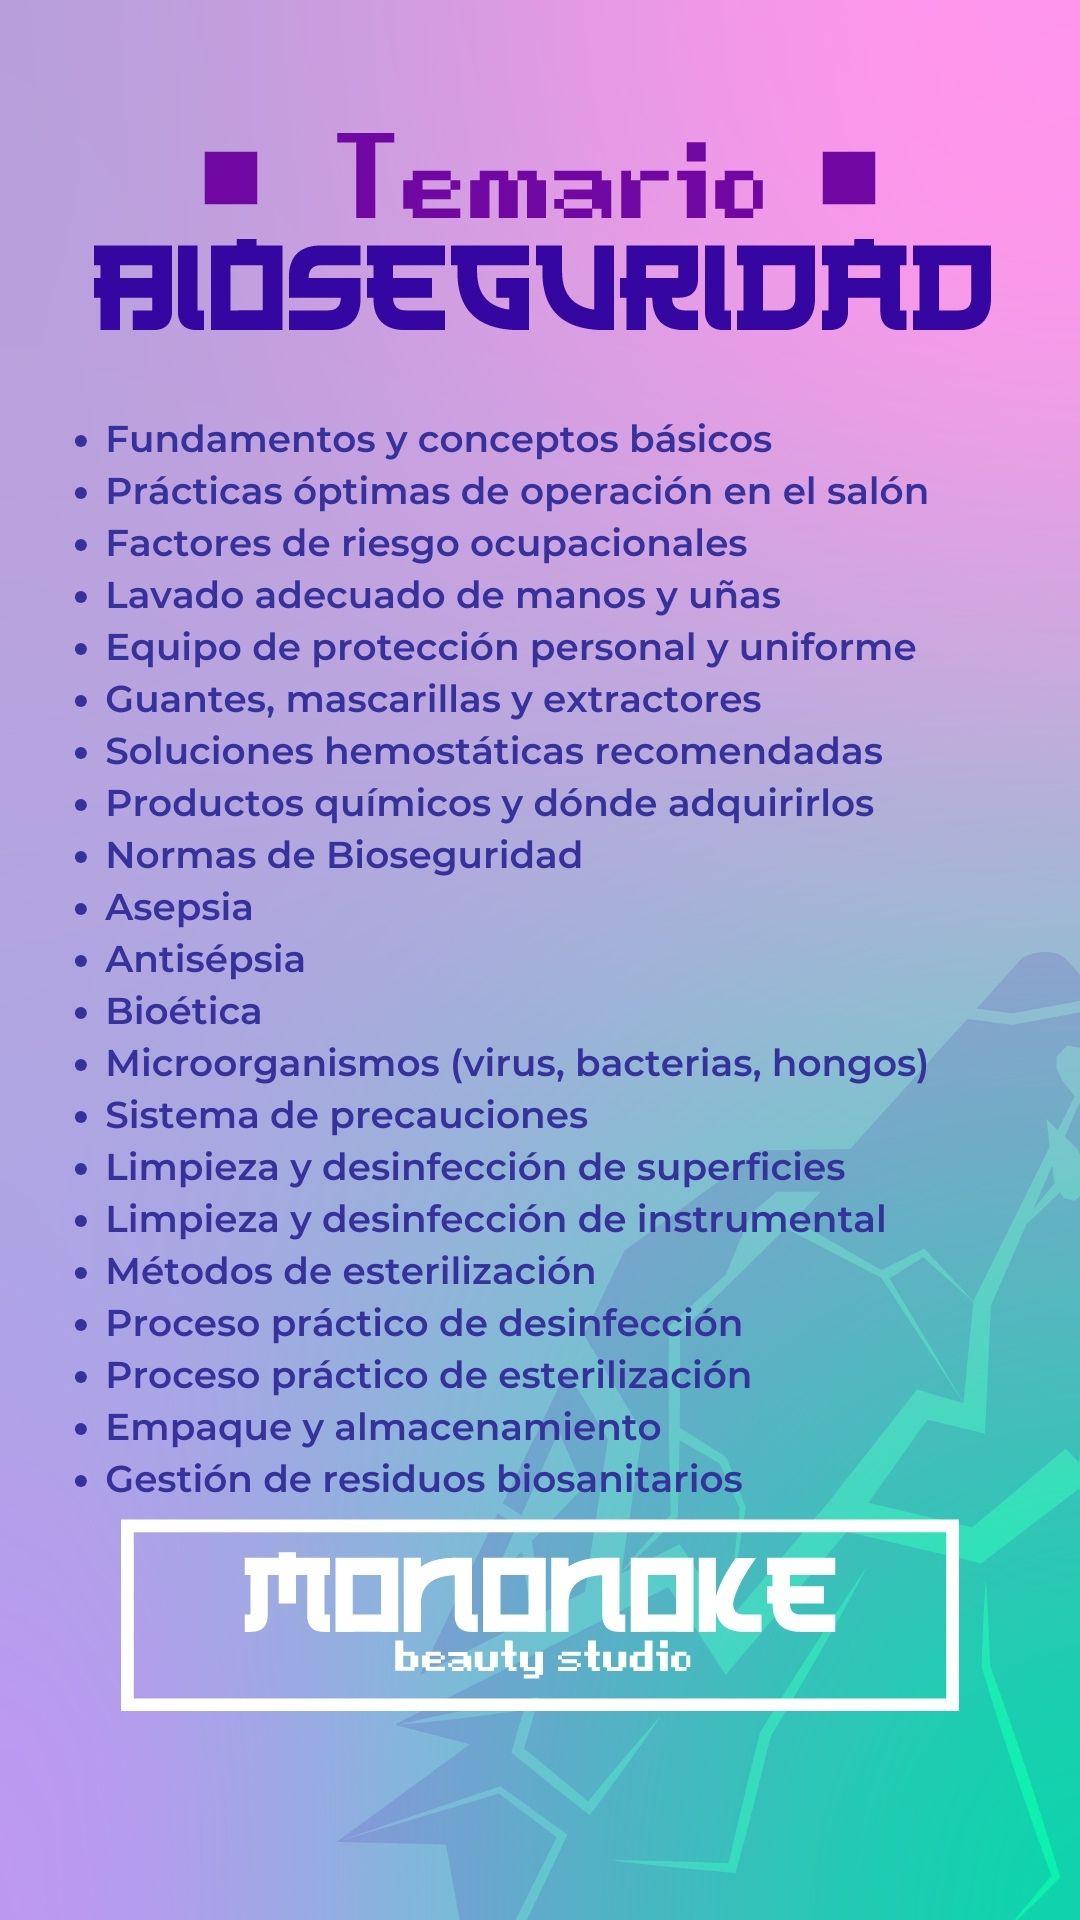 Temario
BIOSEGURIDAD
• Fundamentos y conceptos básicos
• Prácticas óptimas de operación en el salón
• Factores de riesgo ocupacionales
• Lavado adecuado de manos y uñas
• Equipo de protección personal y uniforme
• Guantes, mascarillas y extractores
• Soluciones hemostáticas recomendadas
• Productos químicos y dónde adquirirlos
• Normas de Bioseguridad
• Asepsia
• Antisépsia
• Bioética
• Microorganismos (virus, bacterias, hongos)
• Sistema de precauciones
• Limpieza y desinfección de superficies
• Limpieza y desinfección de instrumental
• Métodos de esterilización
• Proceso práctico de desinfección
• Proceso práctico de esterilización
• Empaque y almacenamiento
• Gestión de residuos biosanitarios
MONONOKE
beauty studio